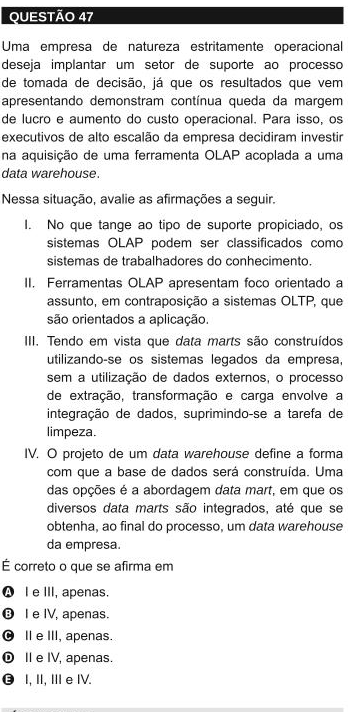 QUESTÃO 47
Uma empresa de natureza estritamente operacional
deseja implantar um setor de suporte ao processo
de tomada de decisão, já que os resultados que vem
apresentando demonstram contínua queda da margem
de lucro e aumento do custo operacional. Para isso, os
executivos de alto escalão da empresa decidiram investir
na aquisição de uma ferramenta OLAP acoplada a uma
data warehouse.
Nessa situação, avalie as afirmações a seguir.
I. No que tange ao tipo de suporte propiciado, os
sistemas OLAP podem ser classificados como
sistemas de trabalhadores do conhecimento.
II. Ferramentas OLAP apresentam foco orientado a
assunto, em contraposição a sistemas OLTP, que
são orientados a aplicação.
III. Tendo em vista que data marts são construídos
utilizando-se os sistemas legados da empresa,
sem a utilização de dados externos, o processo
de extração, transformação e carga envolve a
integração de dados, suprimindo-se a tarefa de
limpeza.
IV. O projeto de um data warehouse define a forma
com que a base de dados será construída. Uma
das opções é a abordagem data mart, em que os
diversos data marts são integrados, até que se
obtenha, ao final do processo, um data warehouse
da empresa.
É correto o que se afirma em
A I e III, apenas.
B I e IV, apenas.
C II e III, apenas.
D II e IV, apenas.
E I, II, III e IV.